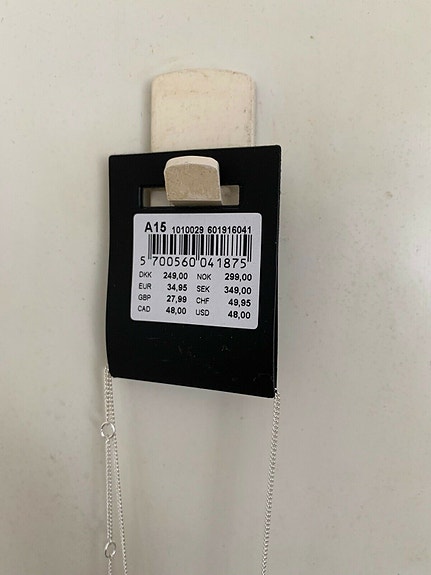 A15 1010029 601916041
5 700560 041875
DKK 249,00 NOK 299,00
EUR 34,95 SEK 349,00
GBP 27,99 CHF 49,95
CAD 48,00 USD 48,00